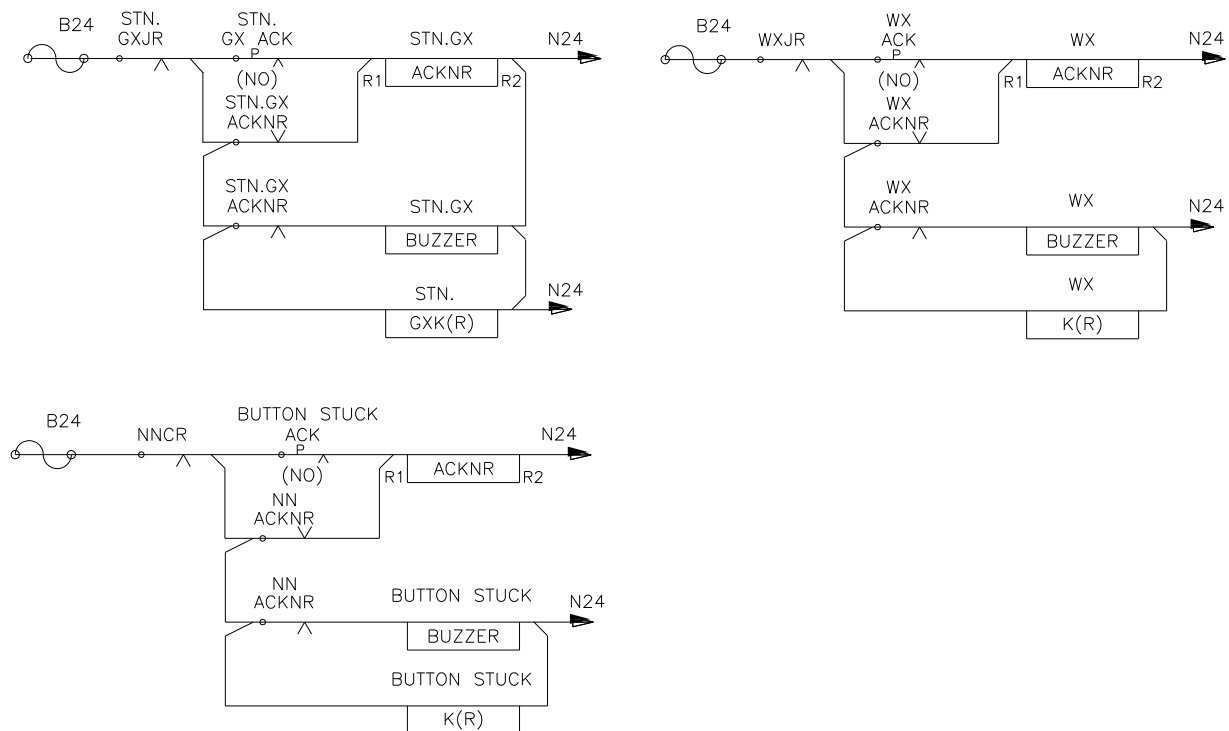 B24
STN.
GXJR
STN.
GX ACK
P
(NO)
STN.GX
ACKNR
R1
R2
N24
STN.GX
ACKNR
STN.GX
ACKNR
STN.GX
BUZZER
STN.
GXK(R)
N24
B24
WXJR
WX
ACK
P
(NO)
WX
ACKNR
R1
R2
N24
WX
ACKNR
WX
ACKNR
WX
BUZZER
N24
WX
K(R)
B24
NNCR
BUTTON STUCK
ACK
P
(NO)
R1
ACKNR
R2
N24
NN
ACKNR
NN
ACKNR
BUTTON STUCK
BUZZER
N24
BUTTON STUCK
K(R)